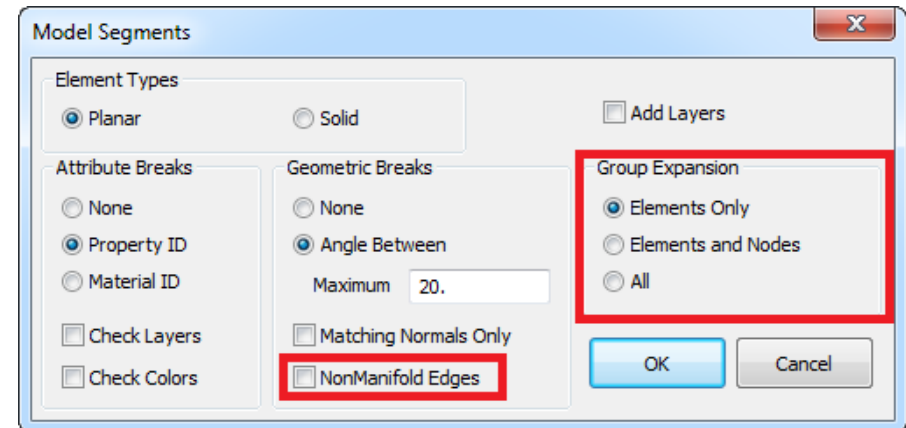 Model Segments
Element Types
Planar
Solid
Add Layers
Attribute Breaks
None
Property ID
Material ID
Check Layers
Check Colors
Geometric Breaks
None
Angle Between
Maximum 20.
Matching Normals Only
NonManifold Edges
Group Expansion
Elements Only
Elements and Nodes
All
OK
Cancel